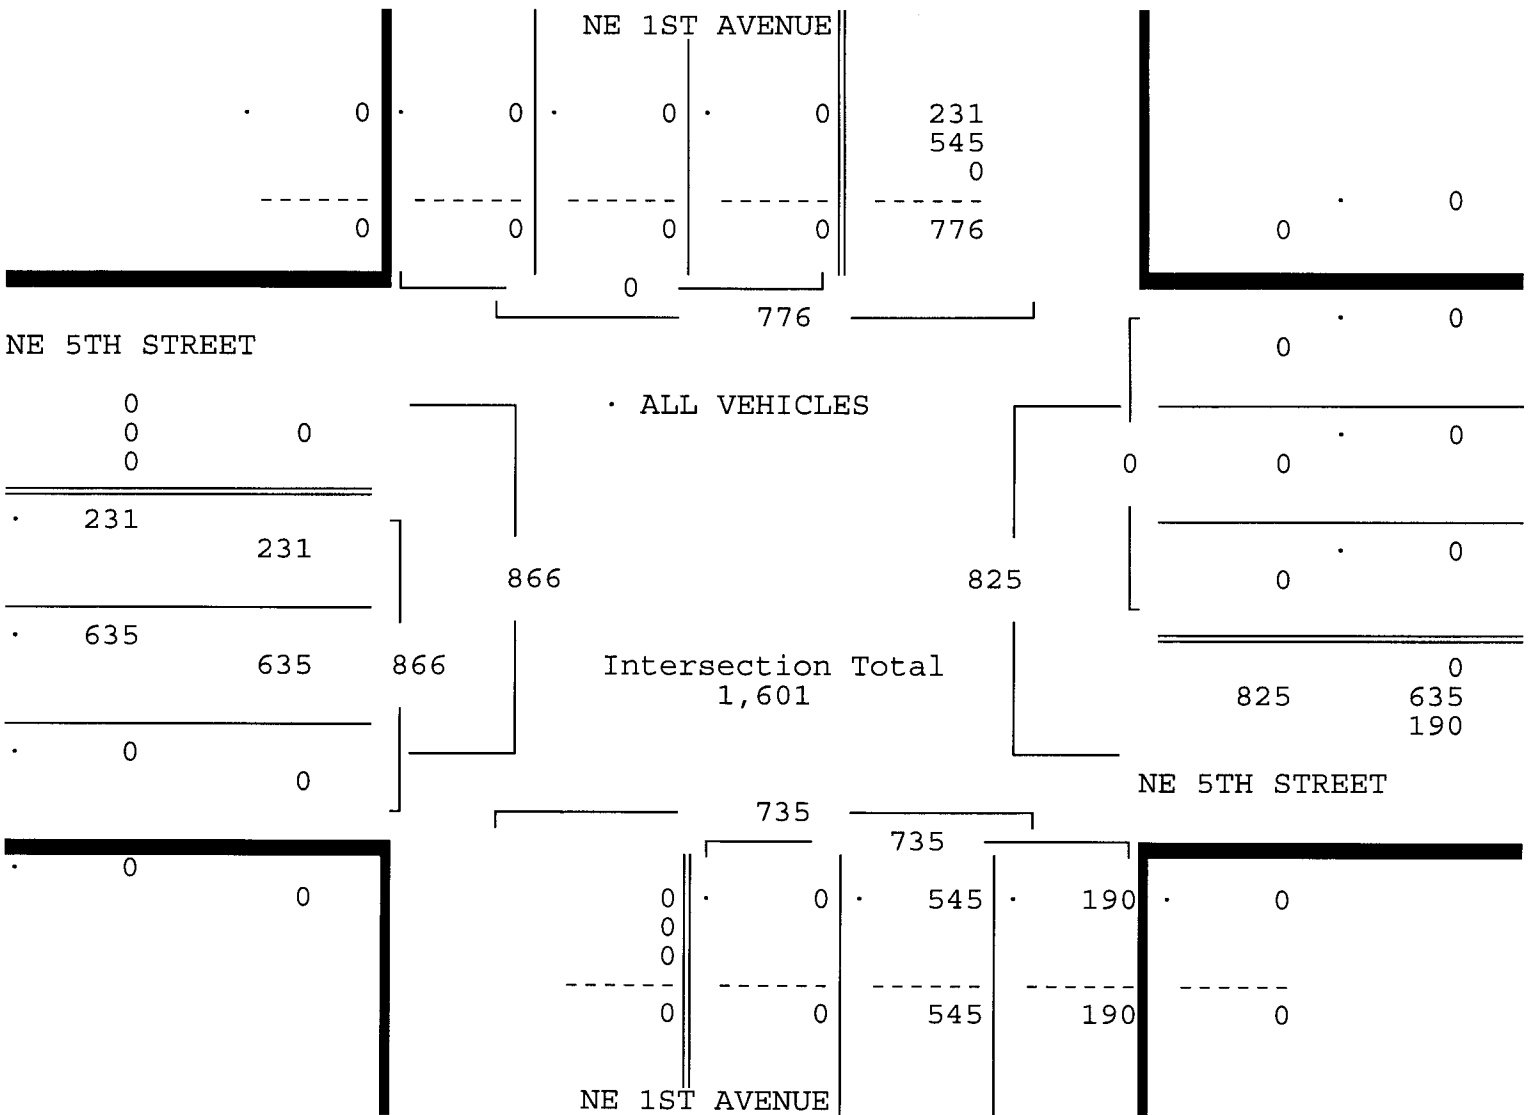 NE 1ST AVENUE
· 0 · 0 · 0 · 0 231
545
0
------ ------ ------ ------ ------ · 0
0 0 0 0 776 0
0
776 · 0
NE 5TH STREET 0
0 · ALL VEHICLES
0 0 · 0
0 0 0
· 231
231 · 0
866 825 0
· 635
635 866 Intersection Total 0
1,601 825 635
190
· 0
0 NE 5TH STREET
735
735
· 0
0 0 · 0 · 545 · 190 · 0
0
0
------ ------ ------ ------ ------
0 0 545 190 0
NE 1ST AVENUE